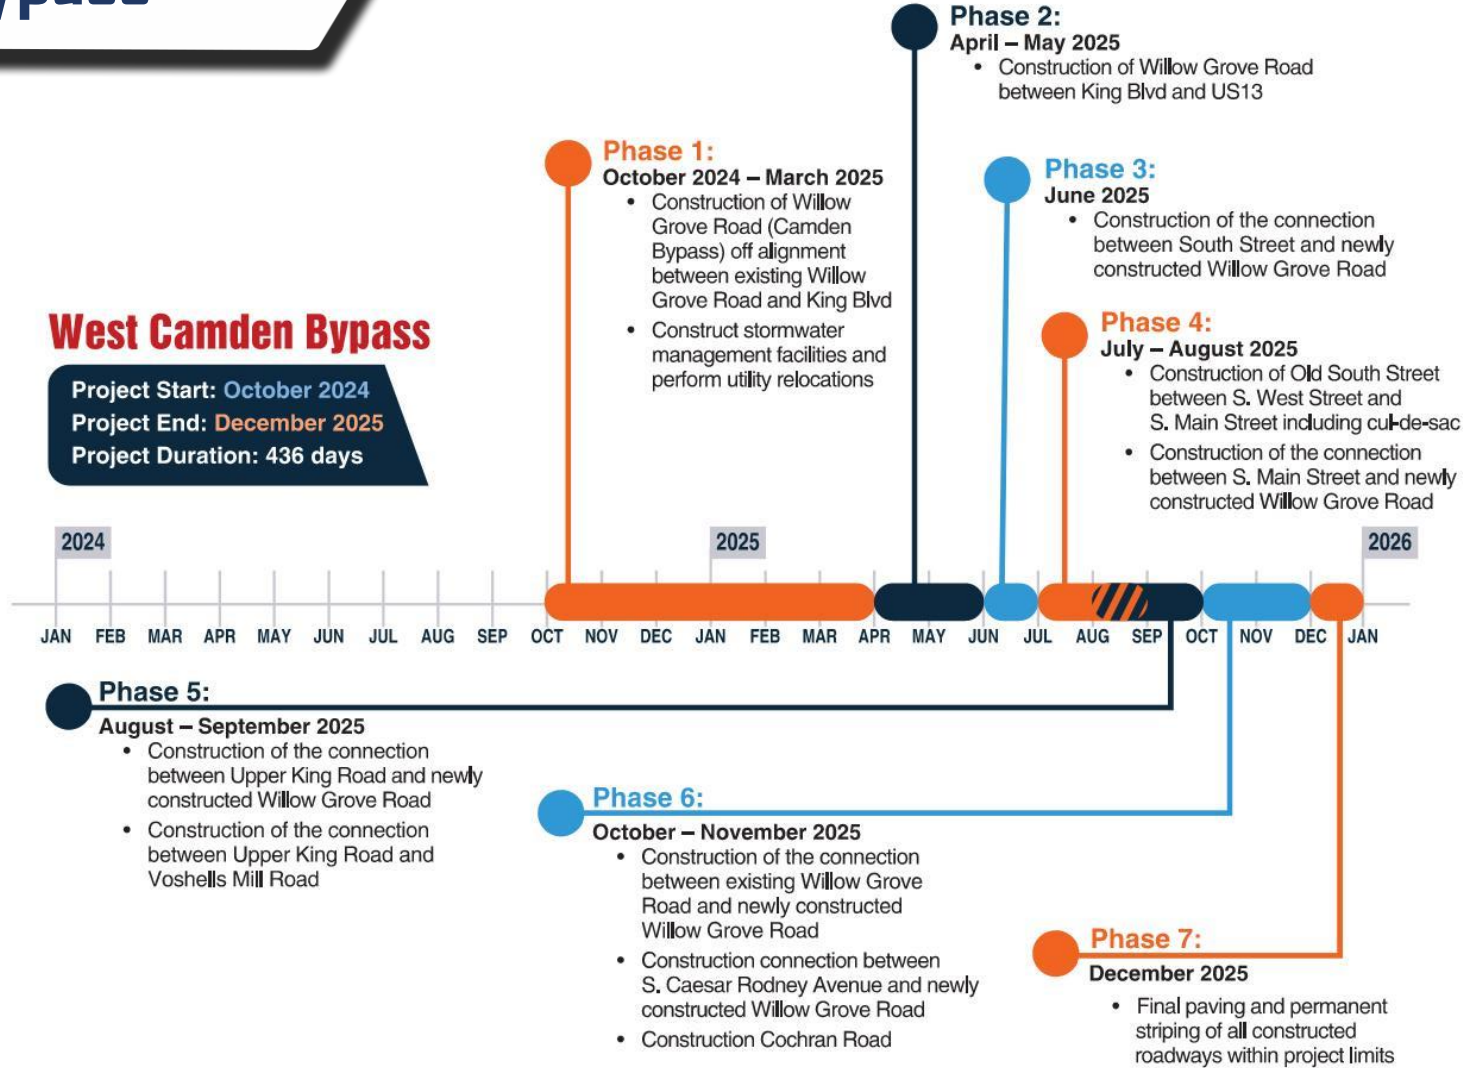 West Camden Bypass
Project Start: October 2024
Project End: December 2025
Project Duration: 436 days
Phase 1:
October 2024 – March 2025
• Construction of Willow
Grove Road (Camden
Bypass) off alignment
between existing Willow
Grove Road and King Blvd
• Construct stormwater
management facilities and
perform utility relocations
Phase 2:
April – May 2025
• Construction of Willow Grove Road
between King Blvd and US13
Phase 3:
June 2025
• Construction of the connection
between South Street and newly
constructed Willow Grove Road
Phase 4:
July – August 2025
• Construction of Old South Street
between S. West Street and
S. Main Street including cul-de-sac
• Construction of the connection
between S. Main Street and newly
constructed Willow Grove Road
2024 2025 2026
JAN FEB MAR APR MAY JUN JUL AUG SEP OCT NOV DEC JAN FEB MAR APR MAY JUN JUL AUG SEP OCT NOV DEC JAN
Phase 5:
August – September 2025
• Construction of the connection
between Upper King Road and newly
constructed Willow Grove Road
• Construction of the connection
between Upper King Road and
Voshells Mill Road
Phase 6:
October – November 2025
• Construction of the connection
between existing Willow Grove
Road and newly constructed
Willow Grove Road
• Construction connection between
S. Caesar Rodney Avenue and newly
constructed Willow Grove Road
• Construction Cochran Road
Phase 7:
December 2025
• Final paving and permanent
striping of all constructed
roadways within project limits